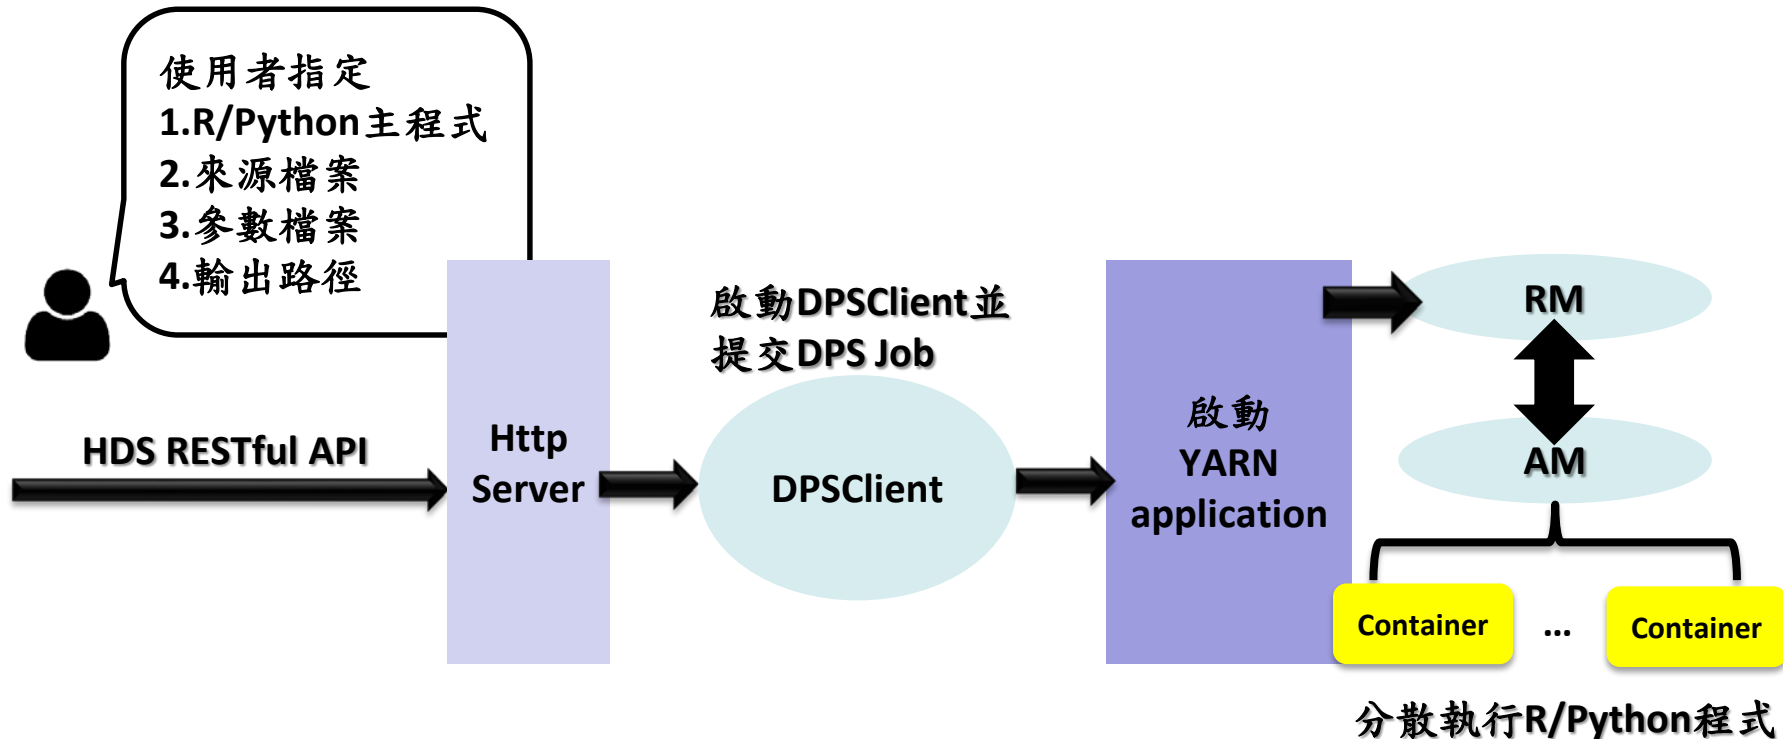 使用者指定
1.R/Python主程式
2.來源檔案
3.參數檔案
4.輸出路徑
HDS RESTful API
Http
Server
啟動DPSClient並
提交DPS Job
DPSClient
啟動
YARN
application
RM
AM
Container
...
Container
分散執行R/Python程式